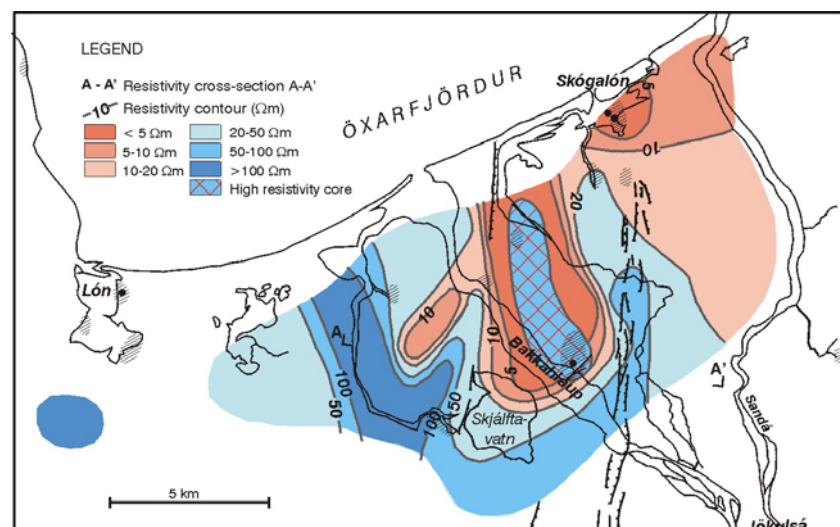 LEGEND
A - A' Resistivity cross-section A-A'
-10- Resistivity contour (Ωm)
< 5 Ωm
5-10 Ωm
10-20 Ωm
20-50 Ωm
50-100 Ωm
>100 Ωm
High resistivity core
ÖXARFJÖRDUR
Skógalón
5
10
20
Lón
A
10
10
5
Bakkahlaup
A'
100
50
50
100
Skjálfta-
vatn
Sandá
5 km
Jökulsá